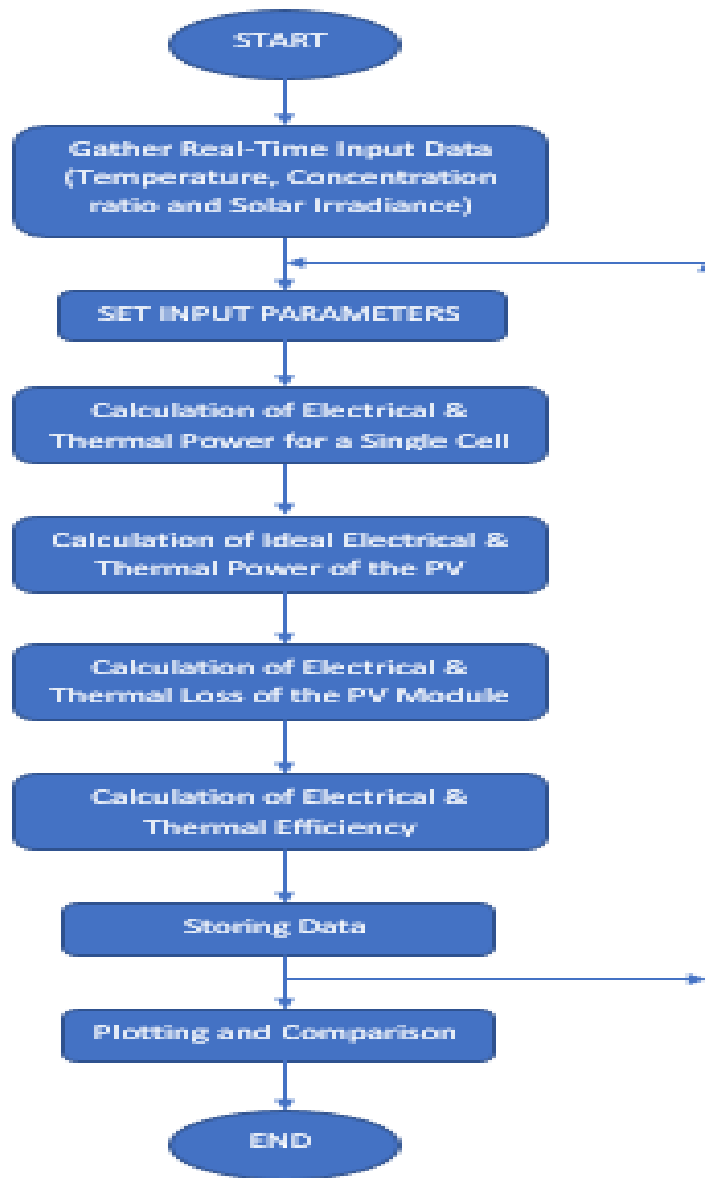 START
Gather Real-Time Input Data
(Temperature, Concentration
ratio and Solar Irradiance)
SET INPUT PARAMETERS
Calculation of Electrical &
Thermal Power for a Single Cell
Calculation of Ideal Electrical &
Thermal Power of the PV
Calculation of Electrical &
Thermal Loss of the PV Module
Calculation of Electrical &
Thermal Efficiency
Storing Data
Plotting and Comparison
END